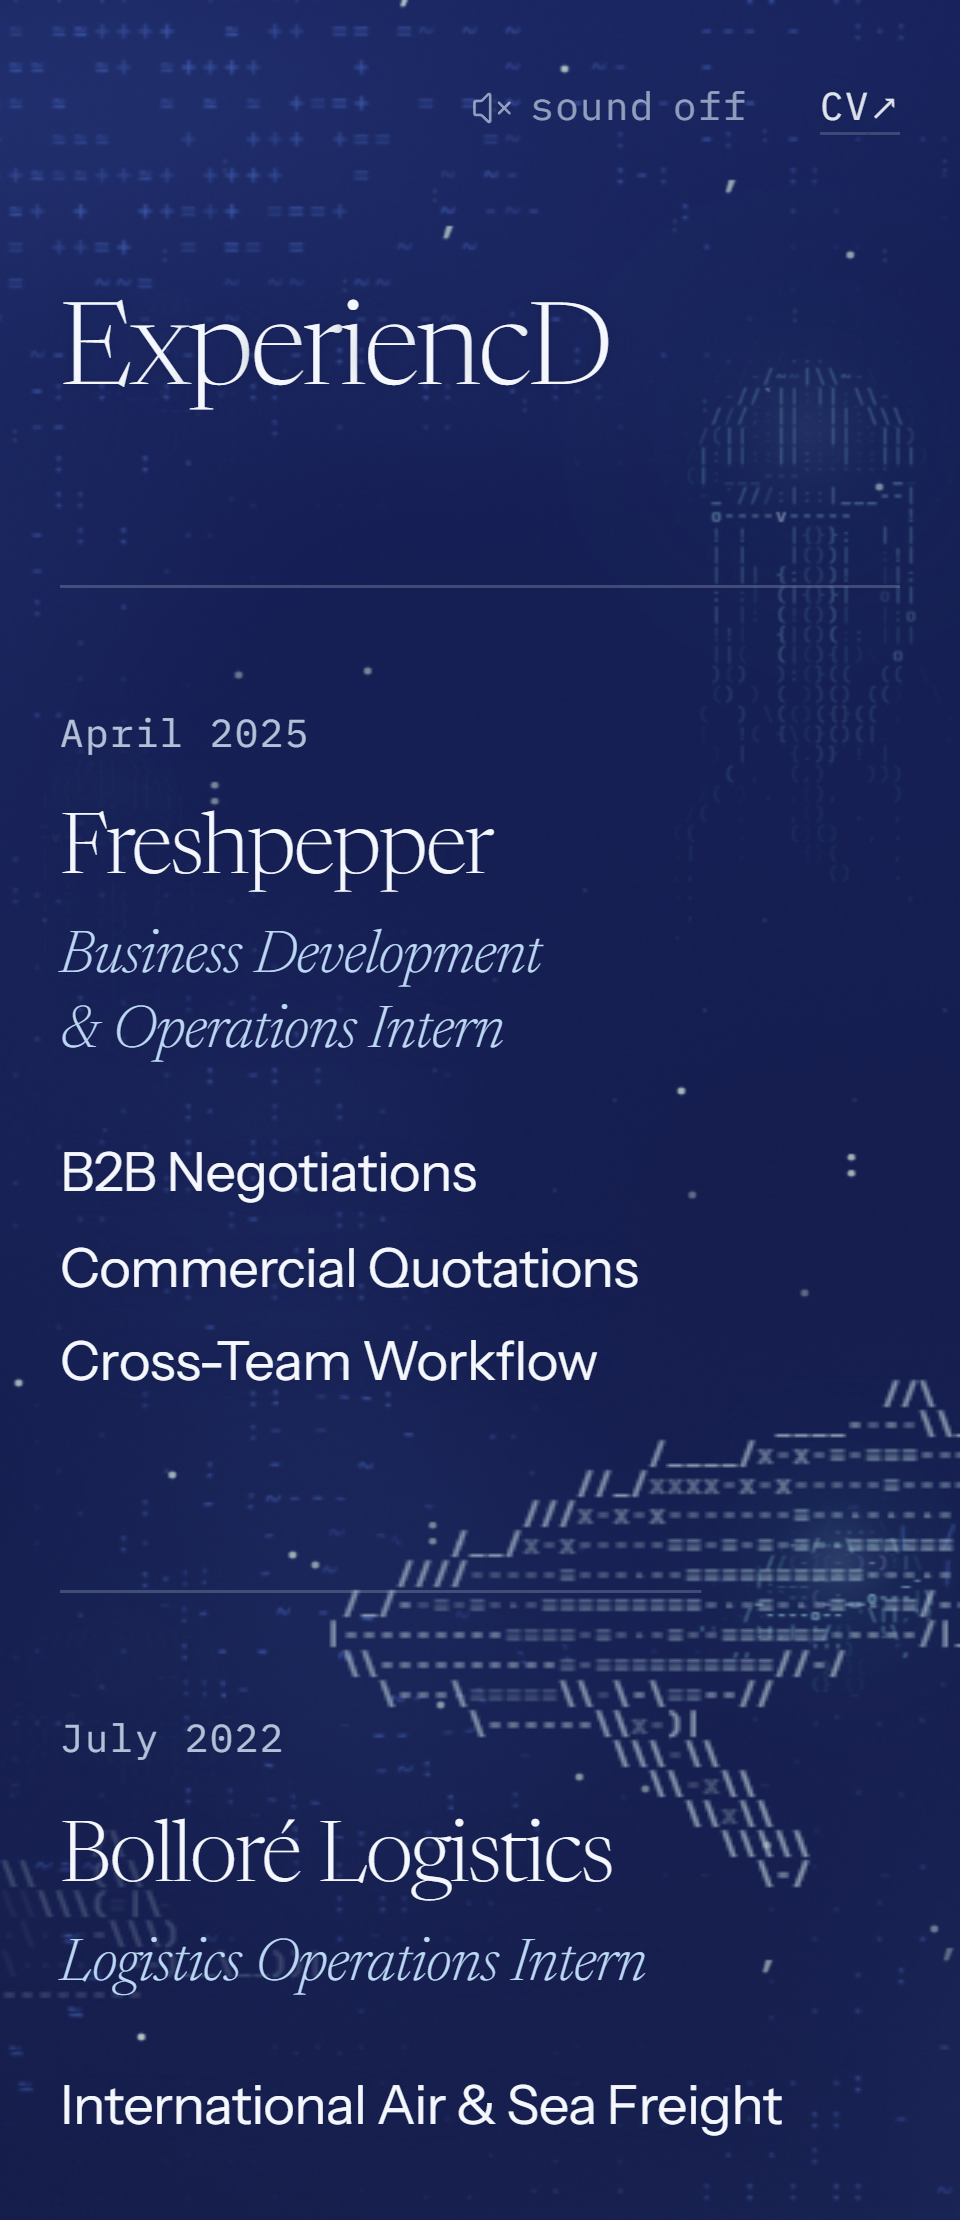 sound off
CV↗
ExperiencD
April 2025
Freshpepper
Business Development
& Operations Intern
B2B Negotiations
Commercial Quotations
Cross-Team Workflow
July 2022
Bolloré Logistics
Logistics Operations Intern
International Air & Sea Freight